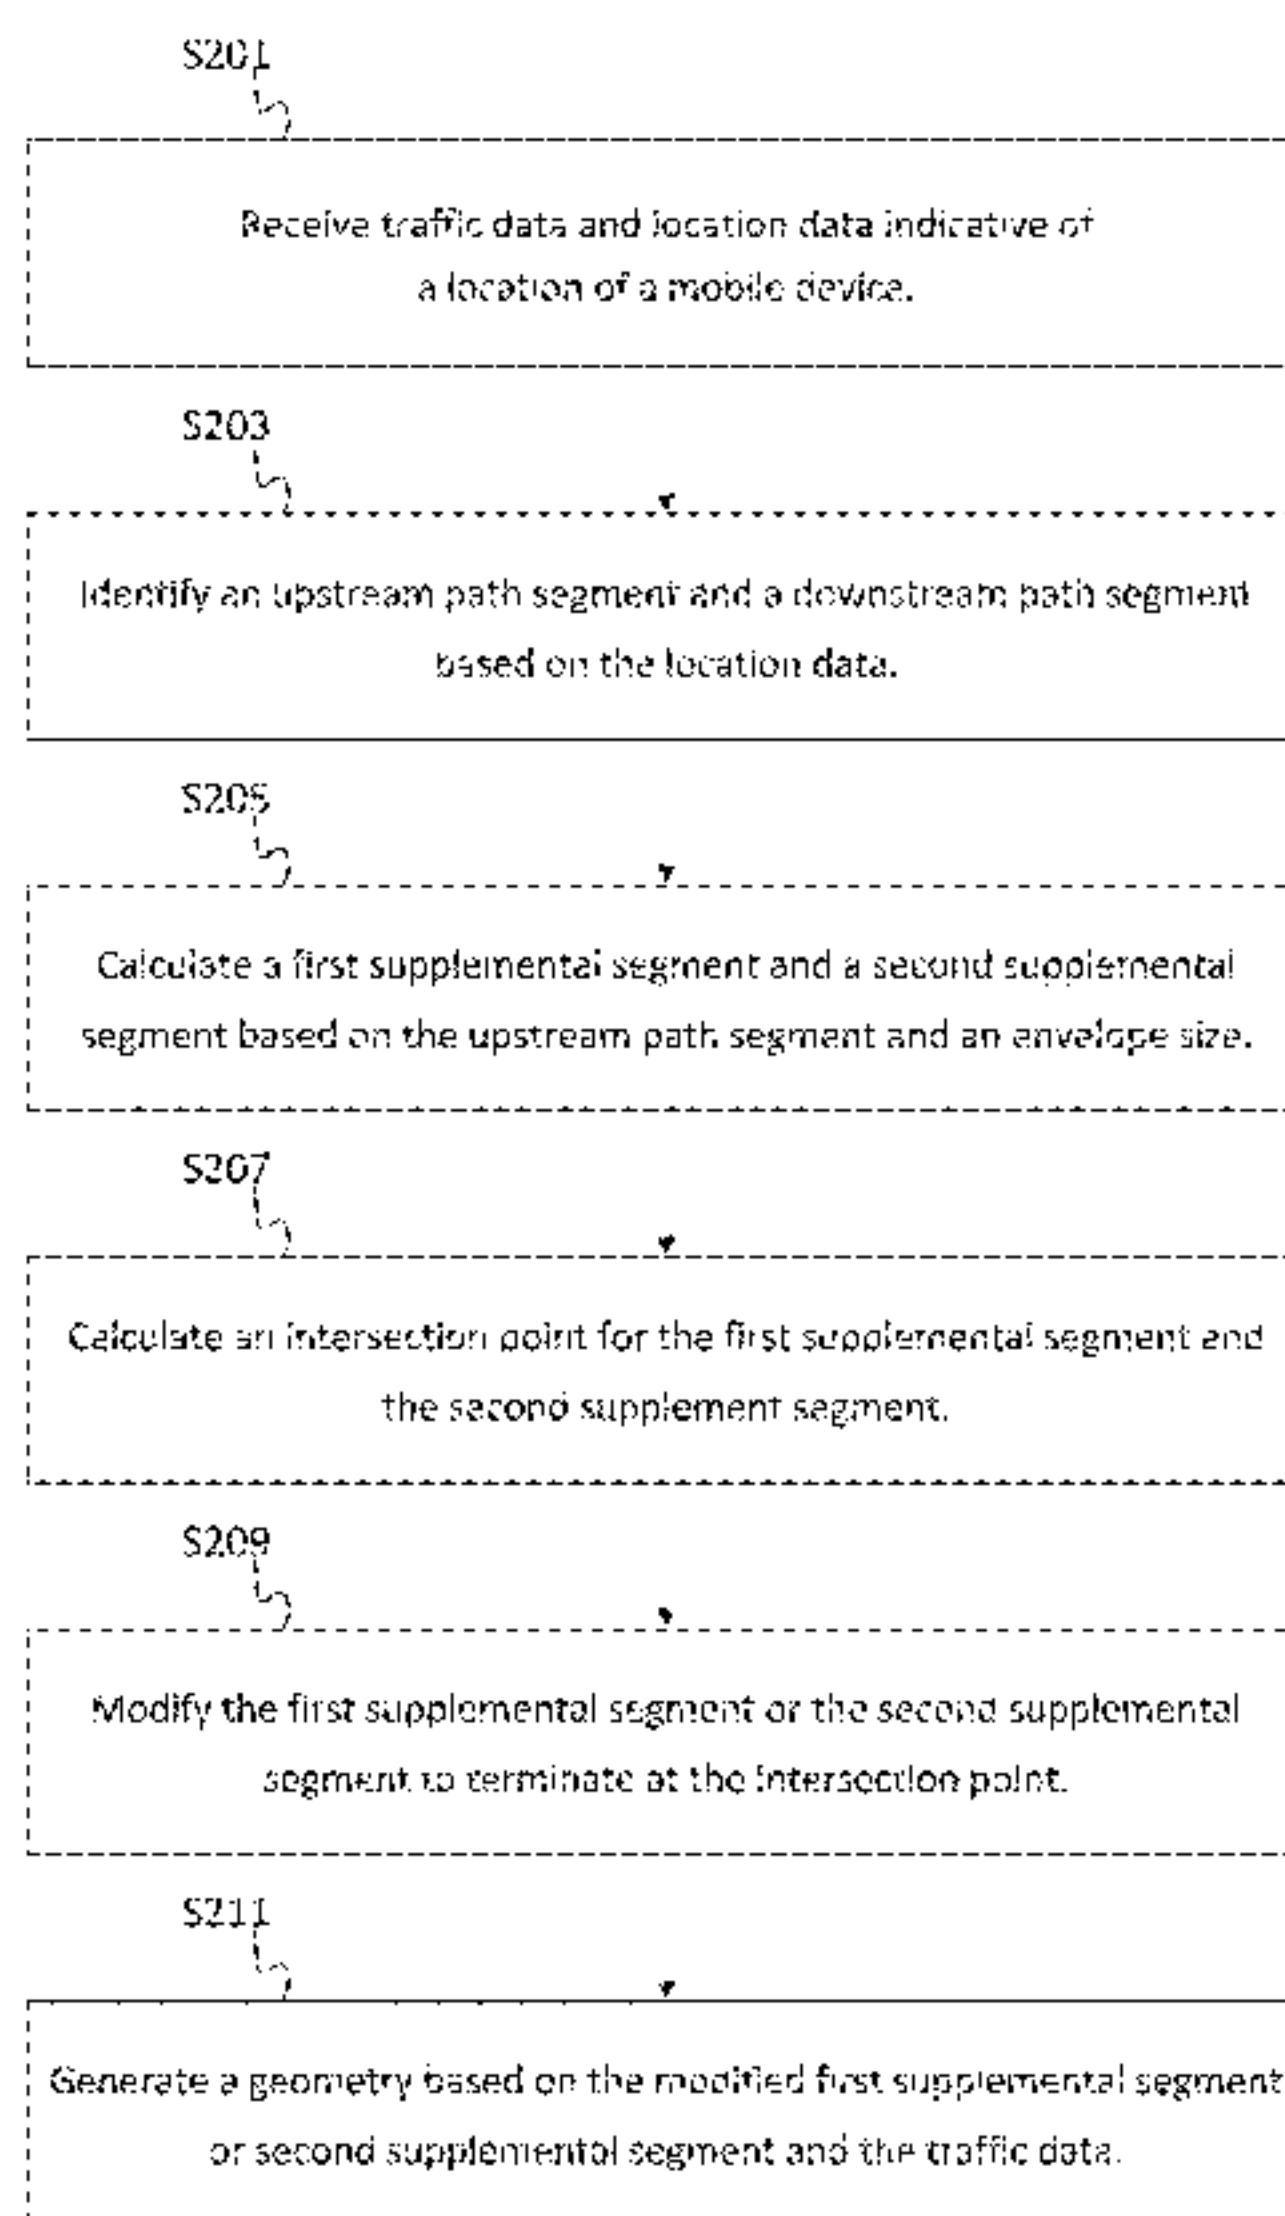 S201
Receive traffic data and location data indicative of
a location of a mobile device.
S203
Identify an upstream path segment and a downstream path segment
based on the location data.
S205
Calculate a first supplemental segment and a second supplemental
segment based on the upstream path segment and an envelope size.
S207
Calculate an intersection point for the first supplemental segment and
the second supplement segment.
S209
Modify the first supplemental segment or the second supplemental
segment to terminate at the intersection point.
S211
Generate a geometry based on the modified first supplemental segment
or second supplemental segment and the traffic data.